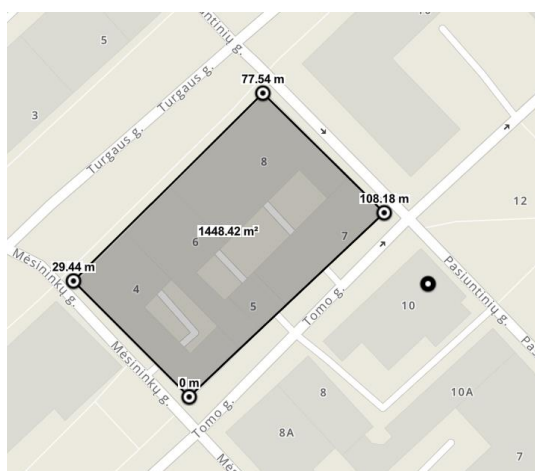 Pasiuntinių g.
5
77.54 m
Turgaus g.
3
Turgaus g.
8
12
108.18 m
1448.42 m²
7
6
Mėsininkų g.
29.44 m
4
Pasiuntinių g.
10
5
Tomo g.
Mėsininkų g.
0 m
8
10A
Tomo g.
8A
7